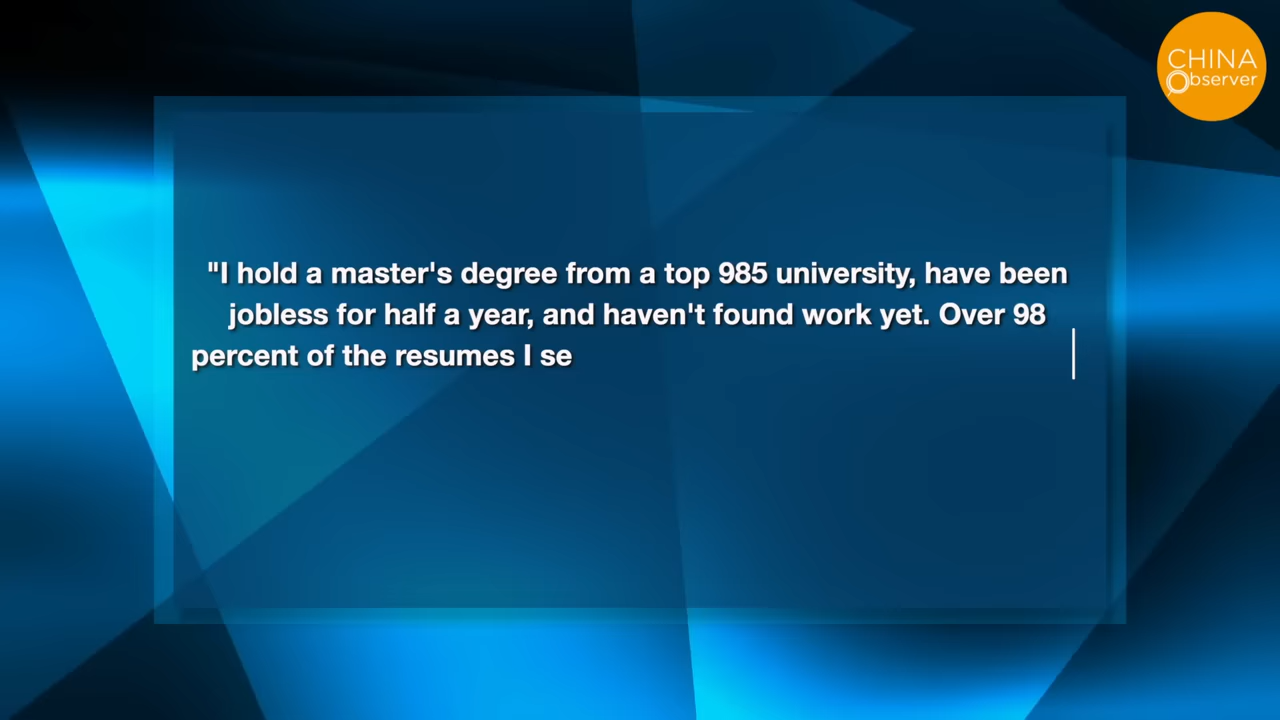 CHINA
Observer
"I hold a master's degree from a top 985 university, have been
jobless for half a year, and haven't found work yet. Over 98
percent of the resumes I se